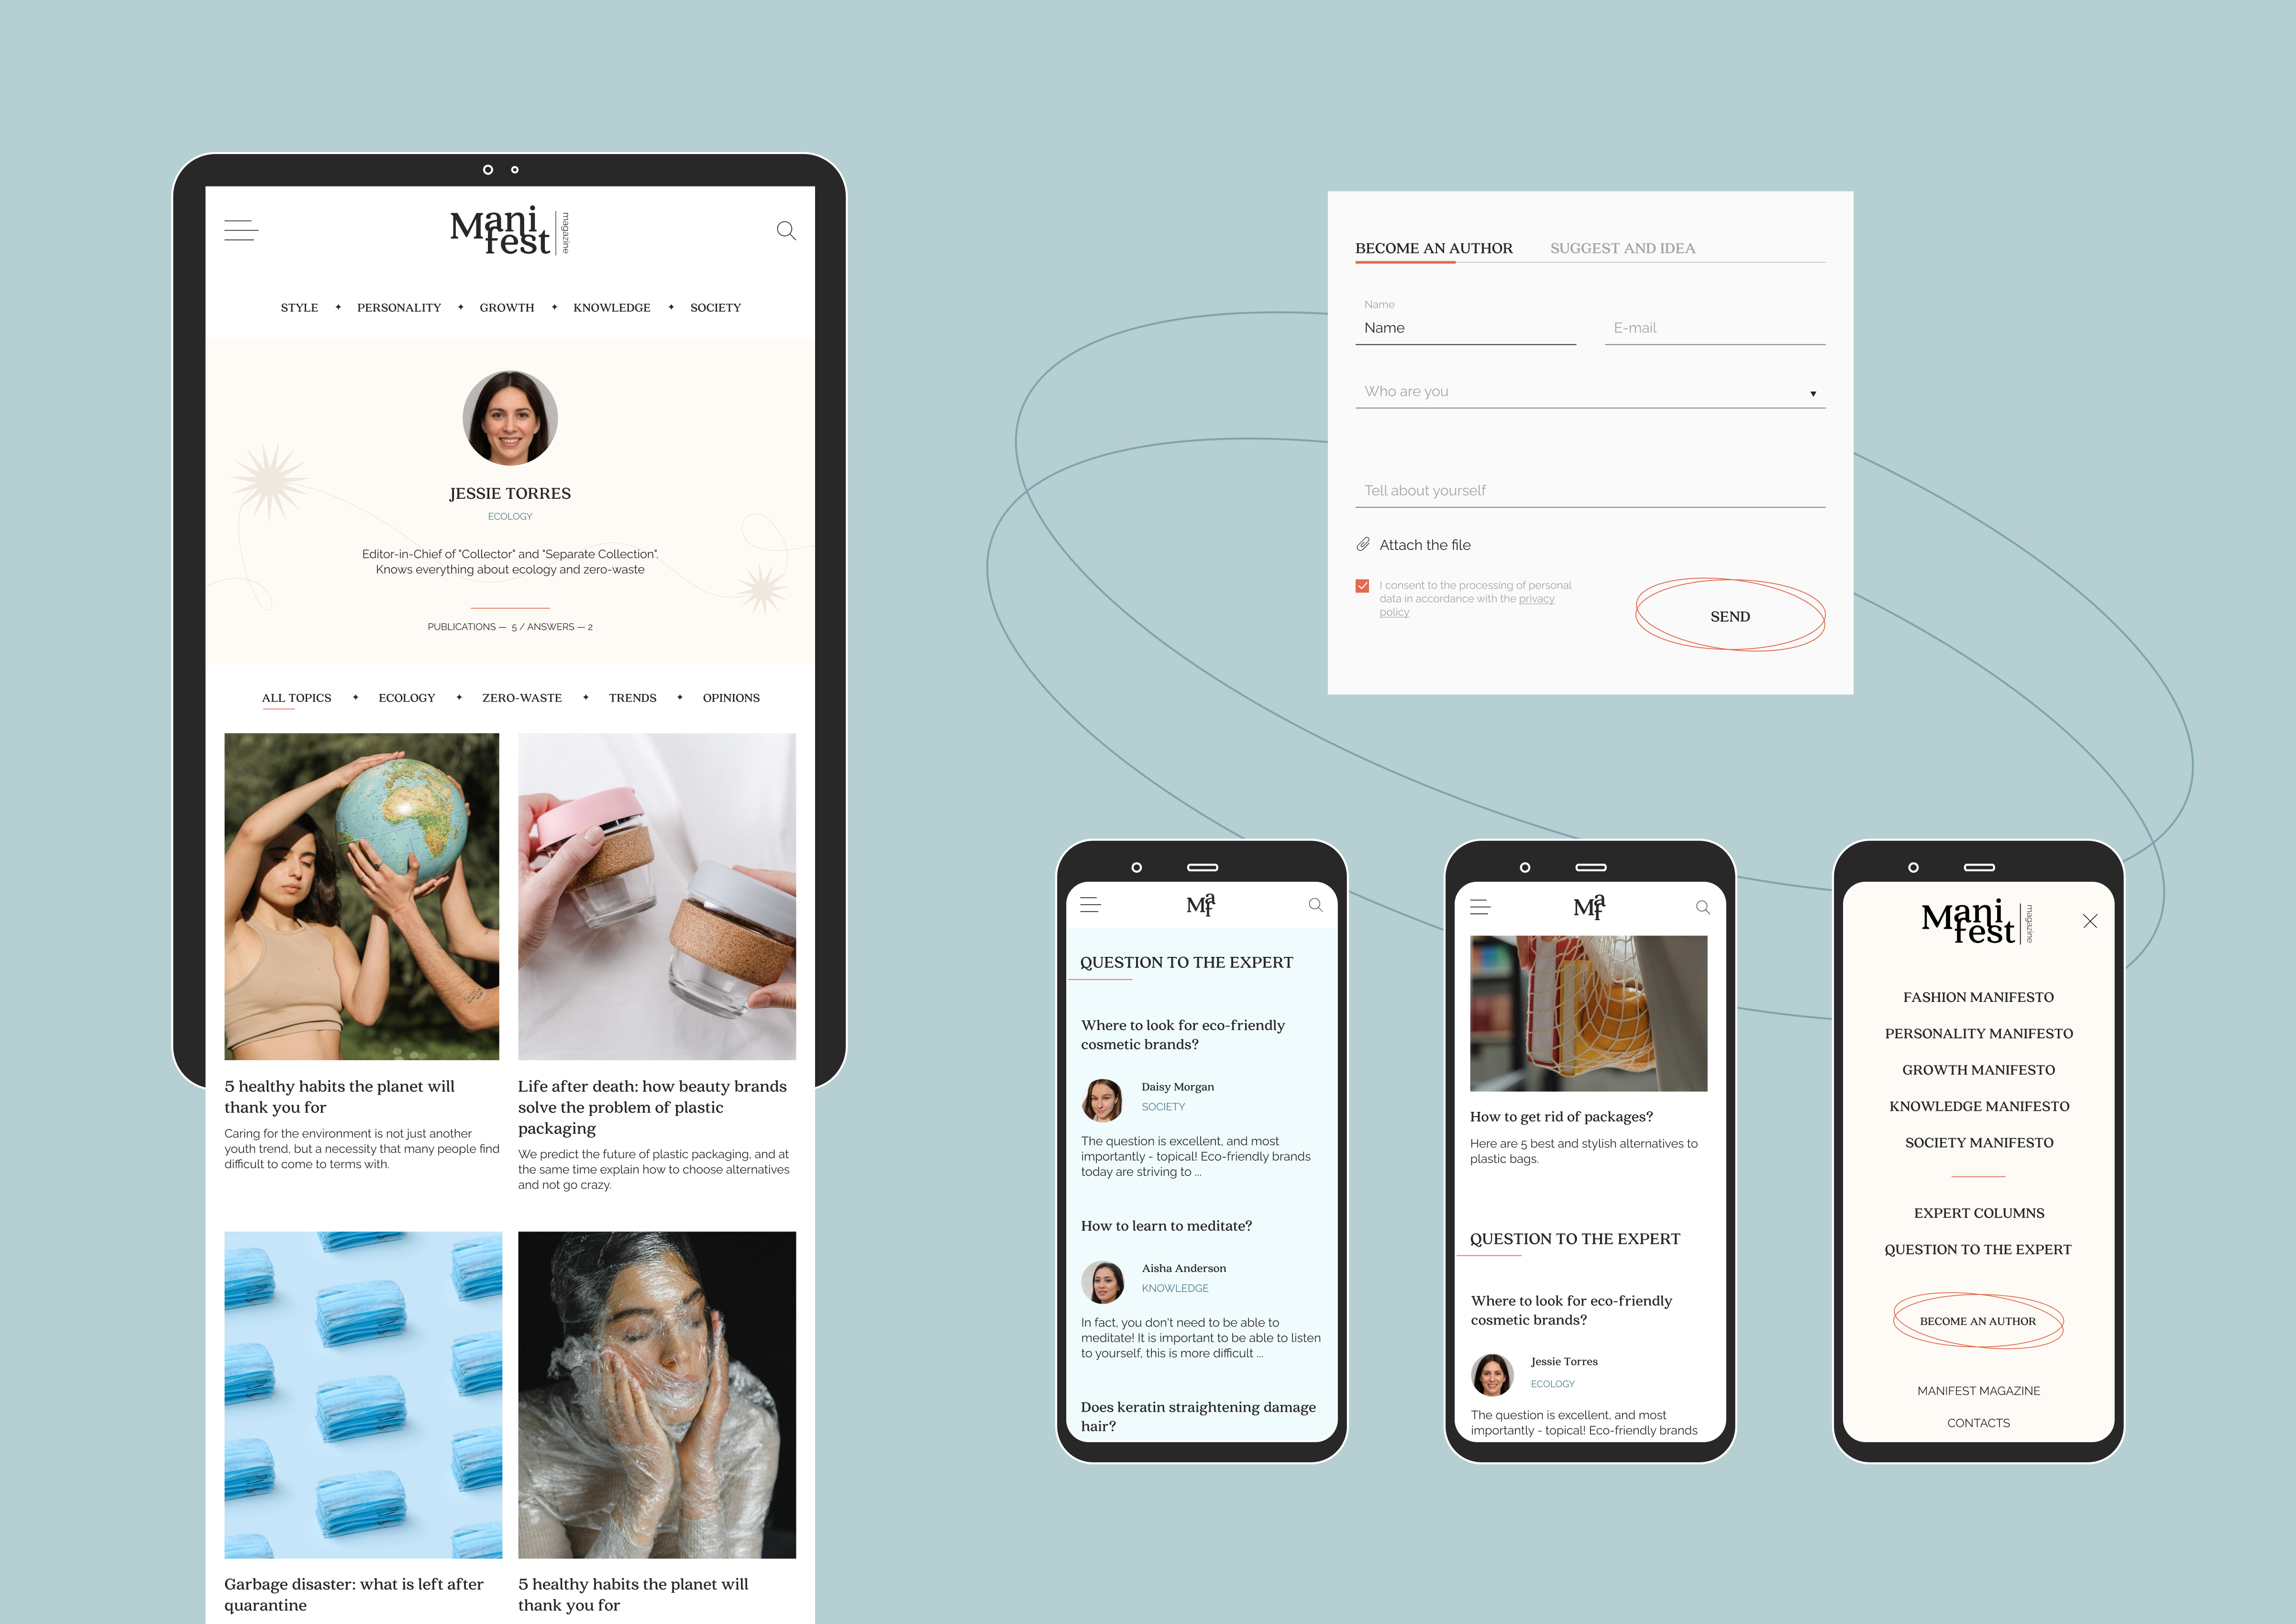 Mani
fest
magazine
STYLE ✦ PERSONALITY ✦ GROWTH ✦ KNOWLEDGE ✦ SOCIETY
JESSIE TORRES
ECOLOGY
Editor-in-Chief of "Collector" and "Separate Collection".
Knows everything about ecology and zero-waste
PUBLICATIONS — 5 / ANSWERS — 2
ALL TOPICS ✦ ECOLOGY ✦ ZERO-WASTE ✦ TRENDS ✦ OPINIONS
5 healthy habits the planet will
thank you for
Caring for the environment is not just another
youth trend, but a necessity that many people find
difficult to come to terms with.
Life after death: how beauty brands
solve the problem of plastic
packaging
We predict the future of plastic packaging, and at
the same time explain how to choose alternatives
and not go crazy.
Garbage disaster: what is left after
quarantine
5 healthy habits the planet will
thank you for
BECOME AN AUTHOR SUGGEST AND IDEA
Name
Name
E-mail
Who are you
Tell about yourself
Attach the file
I consent to the processing of personal
data in accordance with the privacy
policy
SEND
Maf
QUESTION TO THE EXPERT
Where to look for eco-friendly
cosmetic brands?
Daisy Morgan
SOCIETY
The question is excellent, and most
importantly - topical! Eco-friendly brands
today are striving to ...
How to learn to meditate?
Aisha Anderson
KNOWLEDGE
In fact, you don't need to be able to
meditate! It is important to be able to listen
to yourself, this is more difficult ...
Does keratin straightening damage
hair?
Maf
How to get rid of packages?
Here are 5 best and stylish alternatives to
plastic bags.
QUESTION TO THE EXPERT
Where to look for eco-friendly
cosmetic brands?
Jessie Torres
ECOLOGY
The question is excellent, and most
importantly - topical! Eco-friendly brands
Mani
fest
magazine
FASHION MANIFESTO
PERSONALITY MANIFESTO
GROWTH MANIFESTO
KNOWLEDGE MANIFESTO
SOCIETY MANIFESTO
EXPERT COLUMNS
QUESTION TO THE EXPERT
BECOME AN AUTHOR
MANIFEST MAGAZINE
CONTACTS